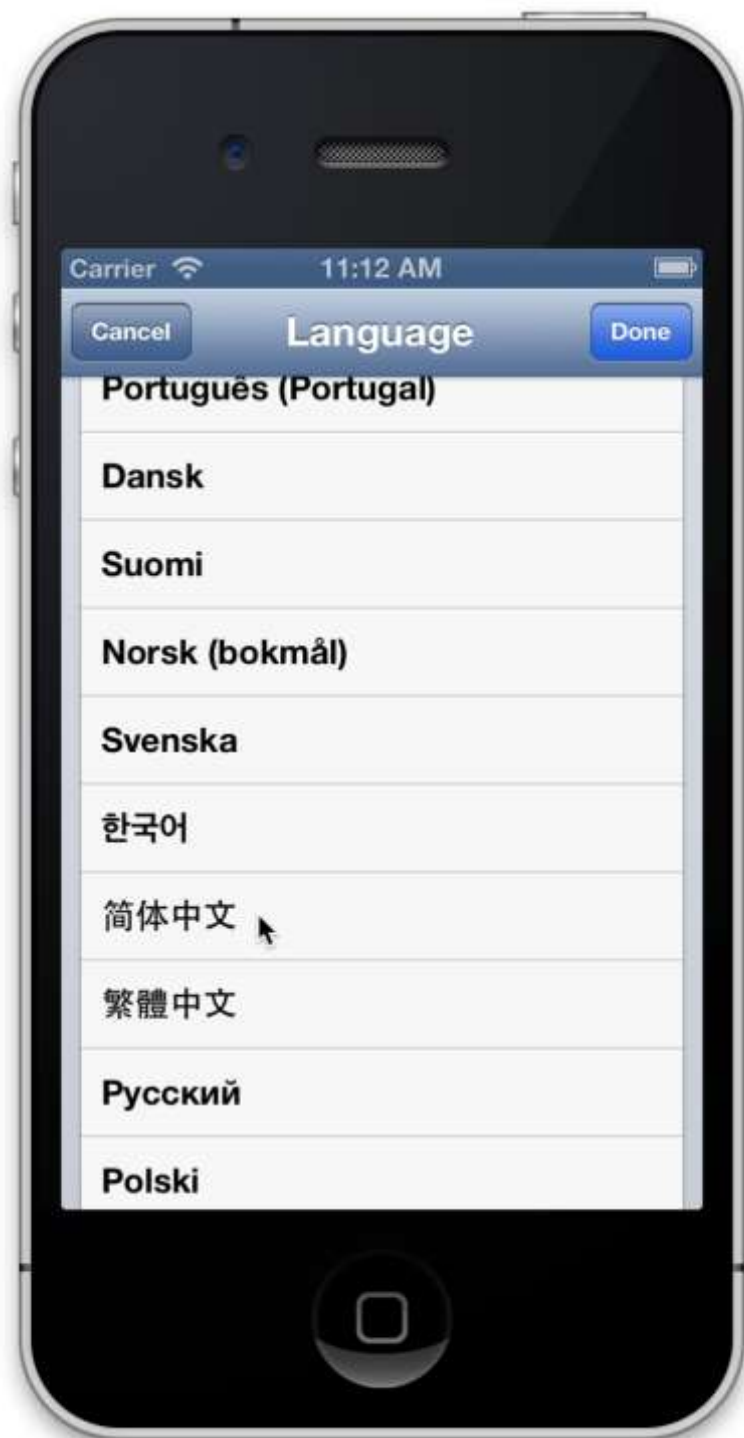 Carrier 11:12 AM
Cancel Language Done
Português (Portugal)
Dansk
Suomi
Norsk (bokmål)
Svenska
한국어
简体中文
繁體中文
Русский
Polski